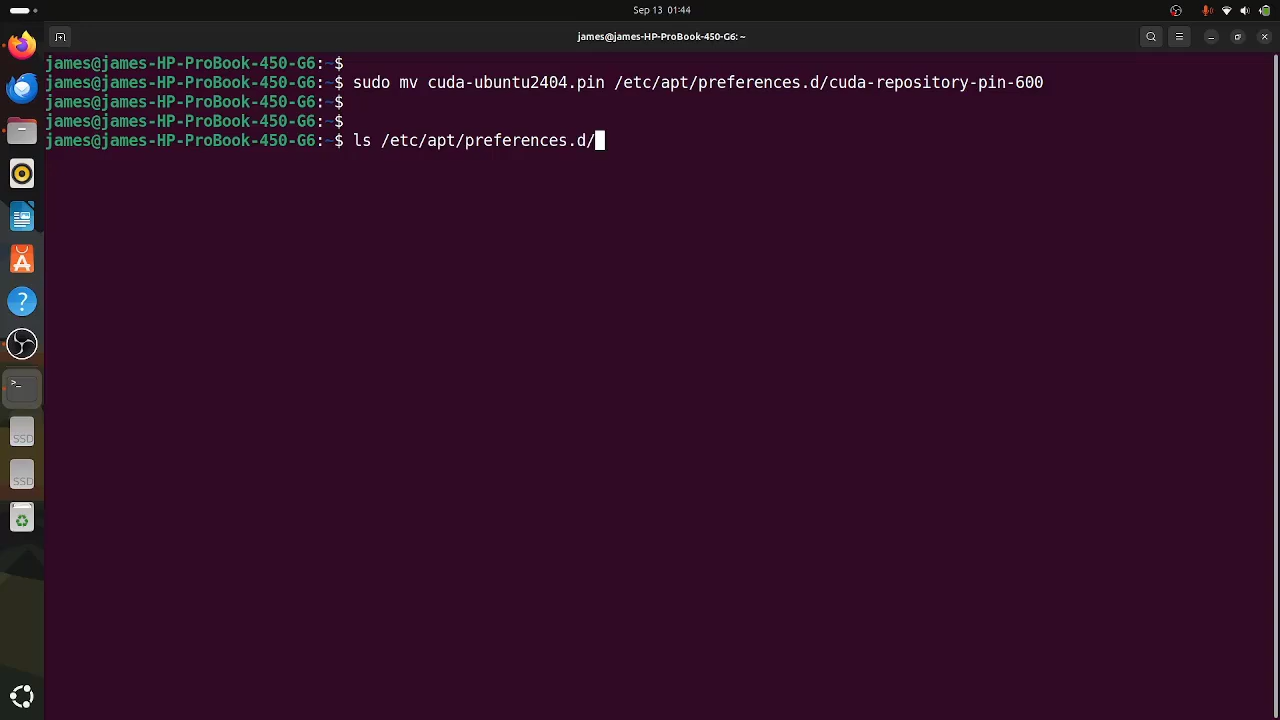 Sep 13 01:44
james@james-HP-ProBook-450-G6: ~
james@james-HP-ProBook-450-G6:~$
james@james-HP-ProBook-450-G6:~$ sudo mv cuda-ubuntu2404.pin /etc/apt/preferences.d/cuda-repository-pin-600
james@james-HP-ProBook-450-G6:~$
james@james-HP-ProBook-450-G6:~$
james@james-HP-ProBook-450-G6:~$ ls /etc/apt/preferences.d/
SSD
SSD